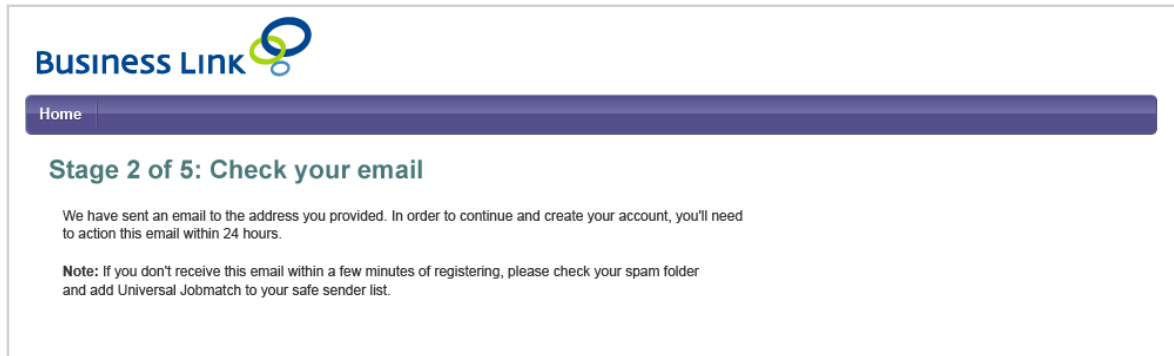 Business Link
Home
Stage 2 of 5: Check your email
We have sent an email to the address you provided. In order to continue and create your account, you'll need
to action this email within 24 hours.
Note: If you don't receive this email within a few minutes of registering, please check your spam folder
and add Universal Jobmatch to your safe sender list.